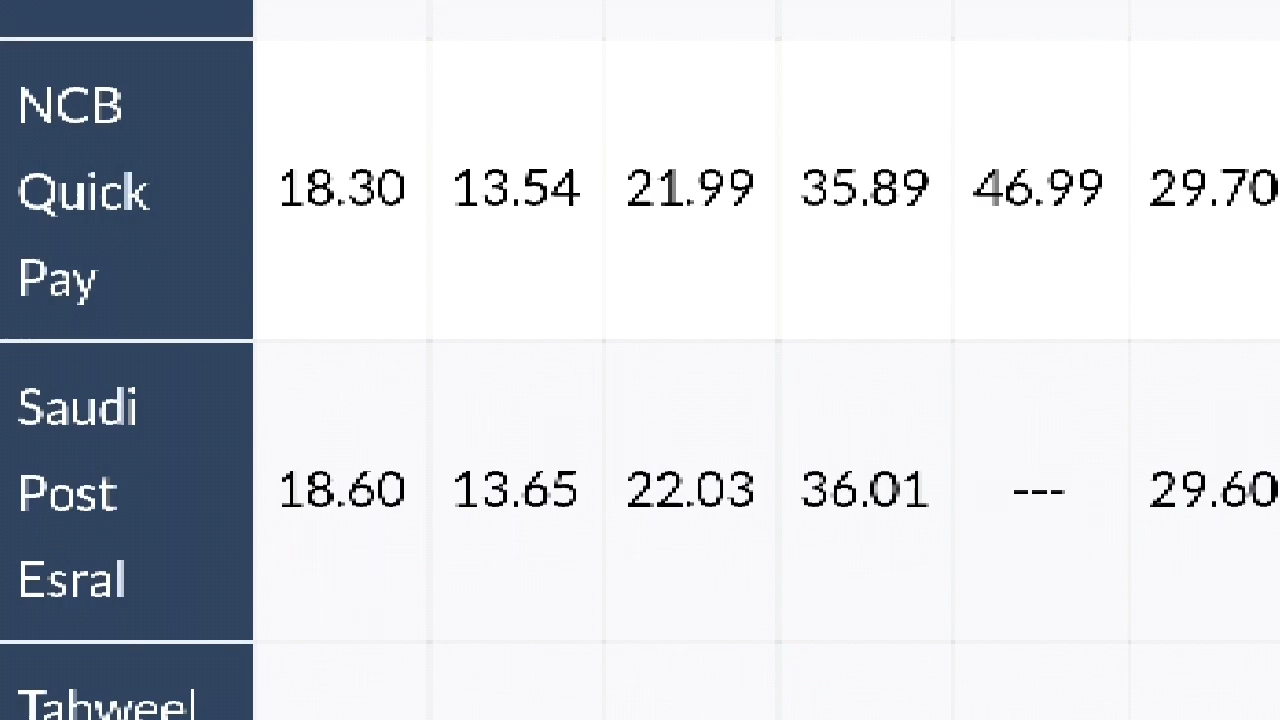 NCB
Quick
Pay
18.30 13.54 21.99 35.89 46.99 29.70
Saudi
Post
Esral
18.60 13.65 22.03 36.01 --- 29.60
Tahweel